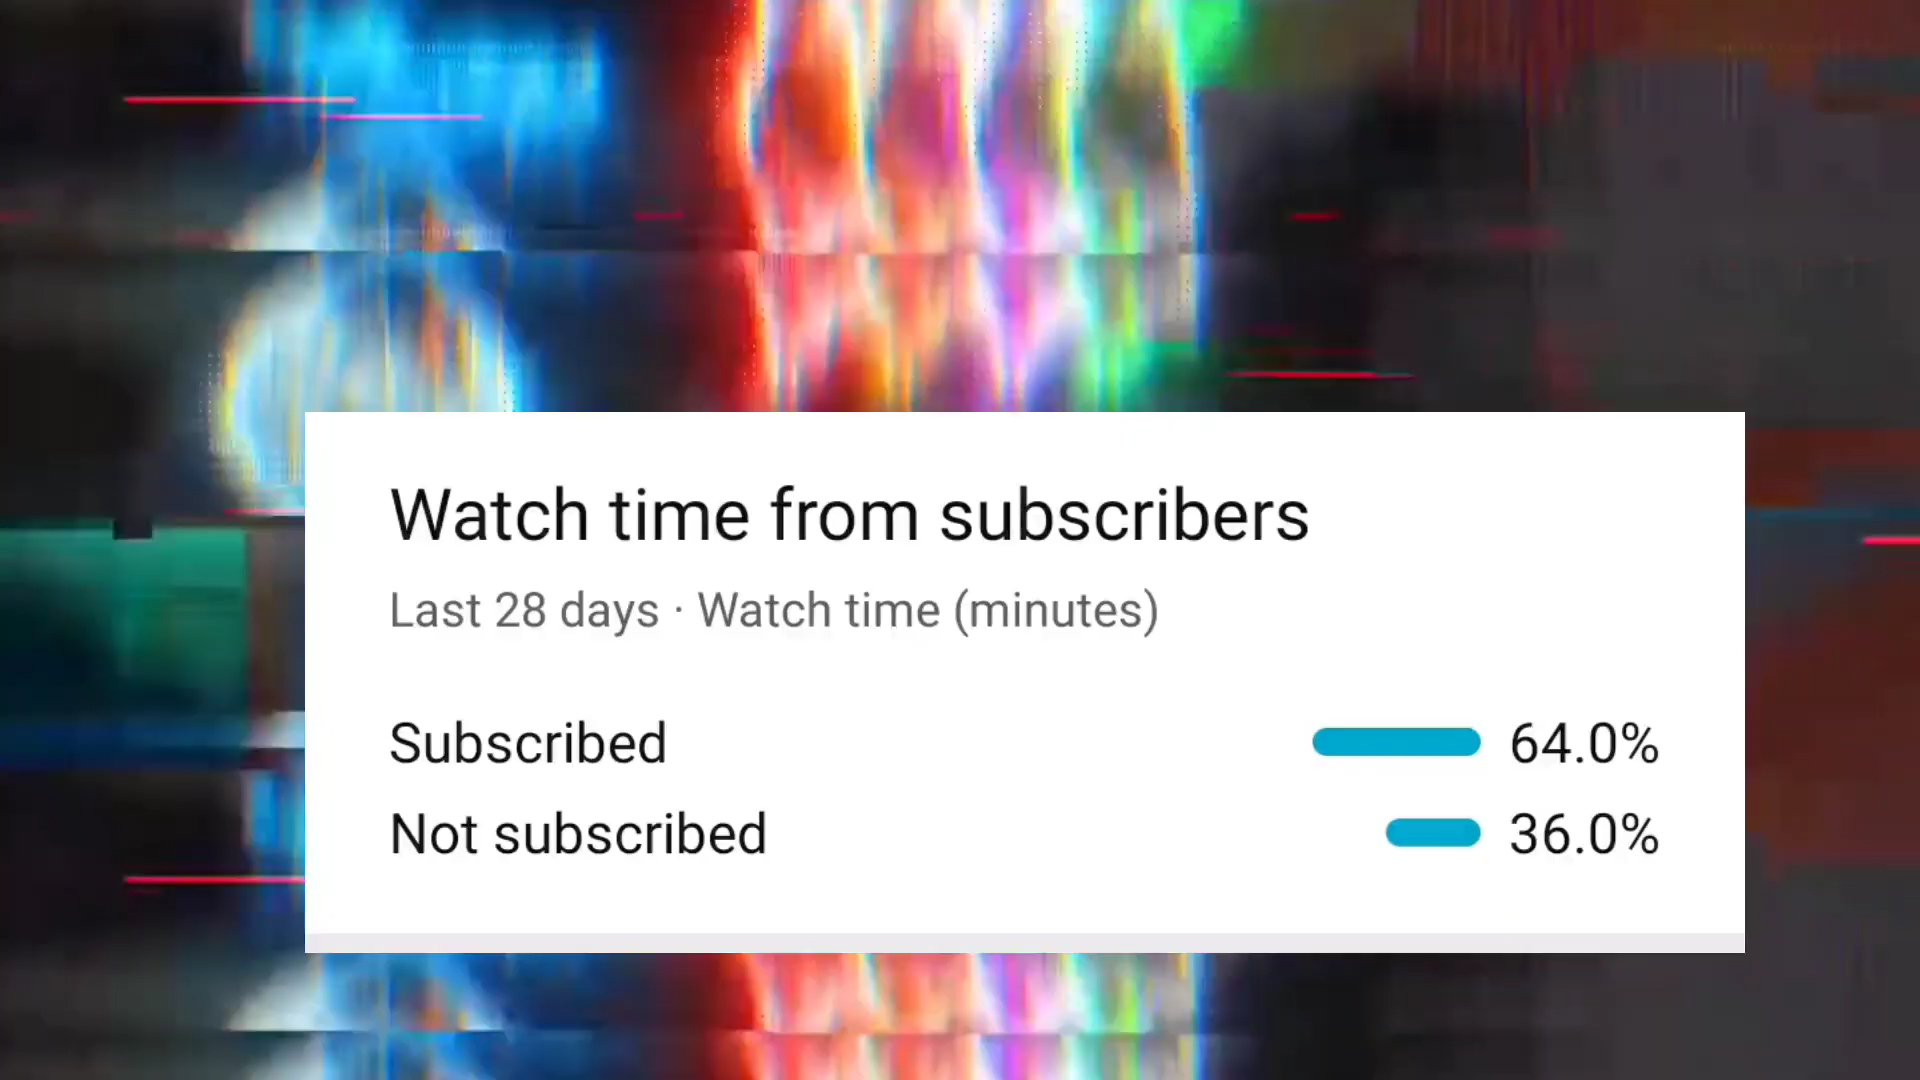 Watch time from subscribers
Last 28 days · Watch time (minutes)
Subscribed 64.0%
Not subscribed 36.0%